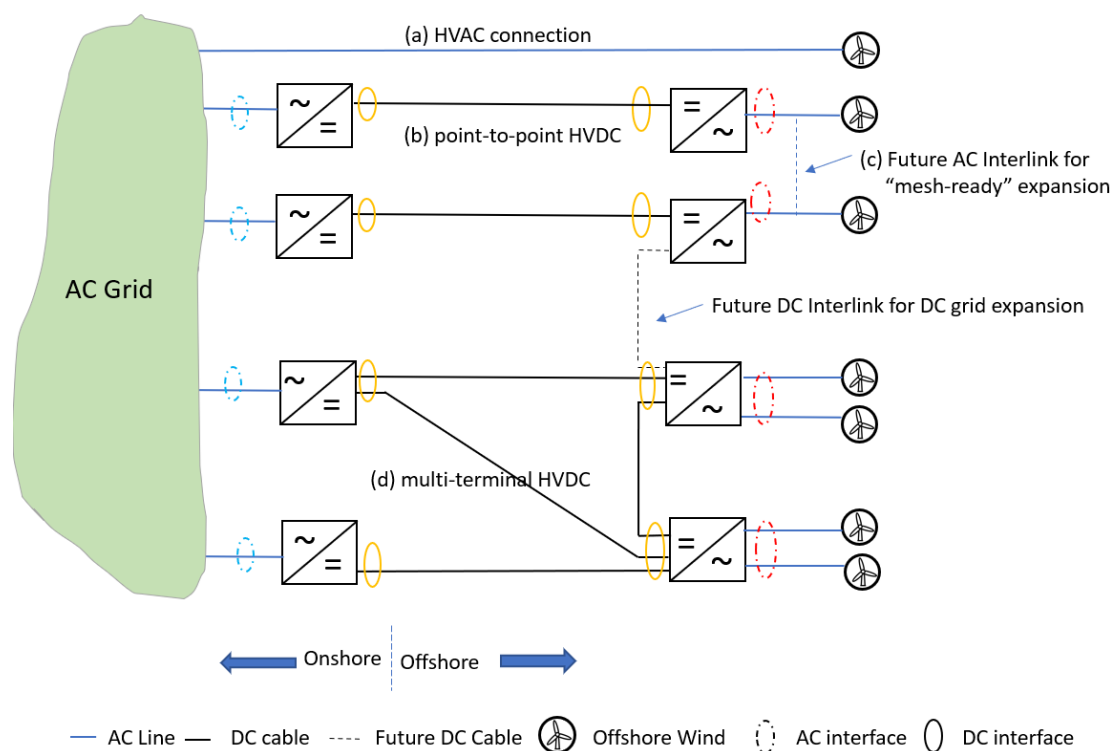 (a) HVAC connection
~
=
=
~
(b) point-to-point HVDC
(c) Future AC Interlink for
“mesh-ready” expansion
~
=
=
~
AC Grid
Future DC Interlink for DC grid expansion
~
=
=
~
(d) multi-terminal HVDC
~
=
=
~
Onshore
Offshore
AC Line
DC cable
Future DC Cable
Offshore Wind
AC interface
DC interface